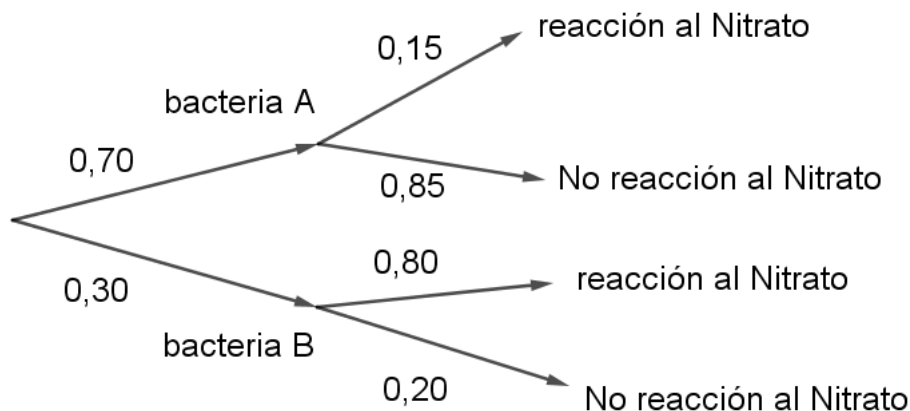 reacción al Nitrato
0,15
bacteria A
0,70
No reacción al Nitrato
0,85
0,80
reacción al Nitrato
0,30
bacteria B
0,20
No reacción al Nitrato